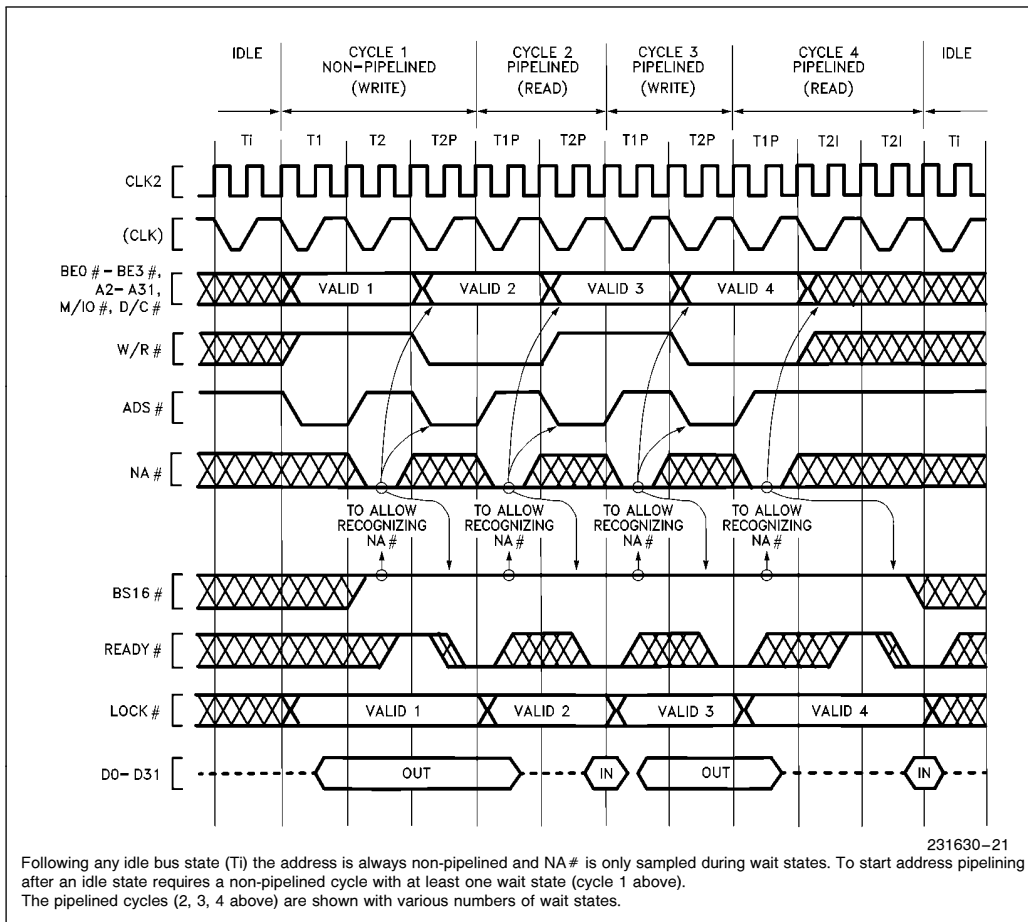 IDLE CYCLE 1 CYCLE 2 CYCLE 3 CYCLE 4 IDLE
NON-PIPELINED PIPELINED PIPELINED PIPELINED
(WRITE) (READ) (WRITE) (READ)
Ti T1 T2 T2P T1P T2P T1P T2P T1P T2I T2I Ti
CLK2
(CLK)
BE0 # - BE3 #,
A2- A31,
M/IO #, D/C #
VALID 1 VALID 2 VALID 3 VALID 4
W/R #
ADS #
NA #
TO ALLOW TO ALLOW TO ALLOW TO ALLOW
RECOGNIZING RECOGNIZING RECOGNIZING RECOGNIZING
NA # NA # NA # NA #
BS16 #
READY #
LOCK # VALID 1 VALID 2 VALID 3 VALID 4
D0- D31 OUT IN OUT IN
231630-21
Following any idle bus state (Ti) the address is always non-pipelined and NA# is only sampled during wait states. To start address pipelining
after an idle state requires a non-pipelined cycle with at least one wait state (cycle 1 above).
The pipelined cycles (2, 3, 4 above) are shown with various numbers of wait states.